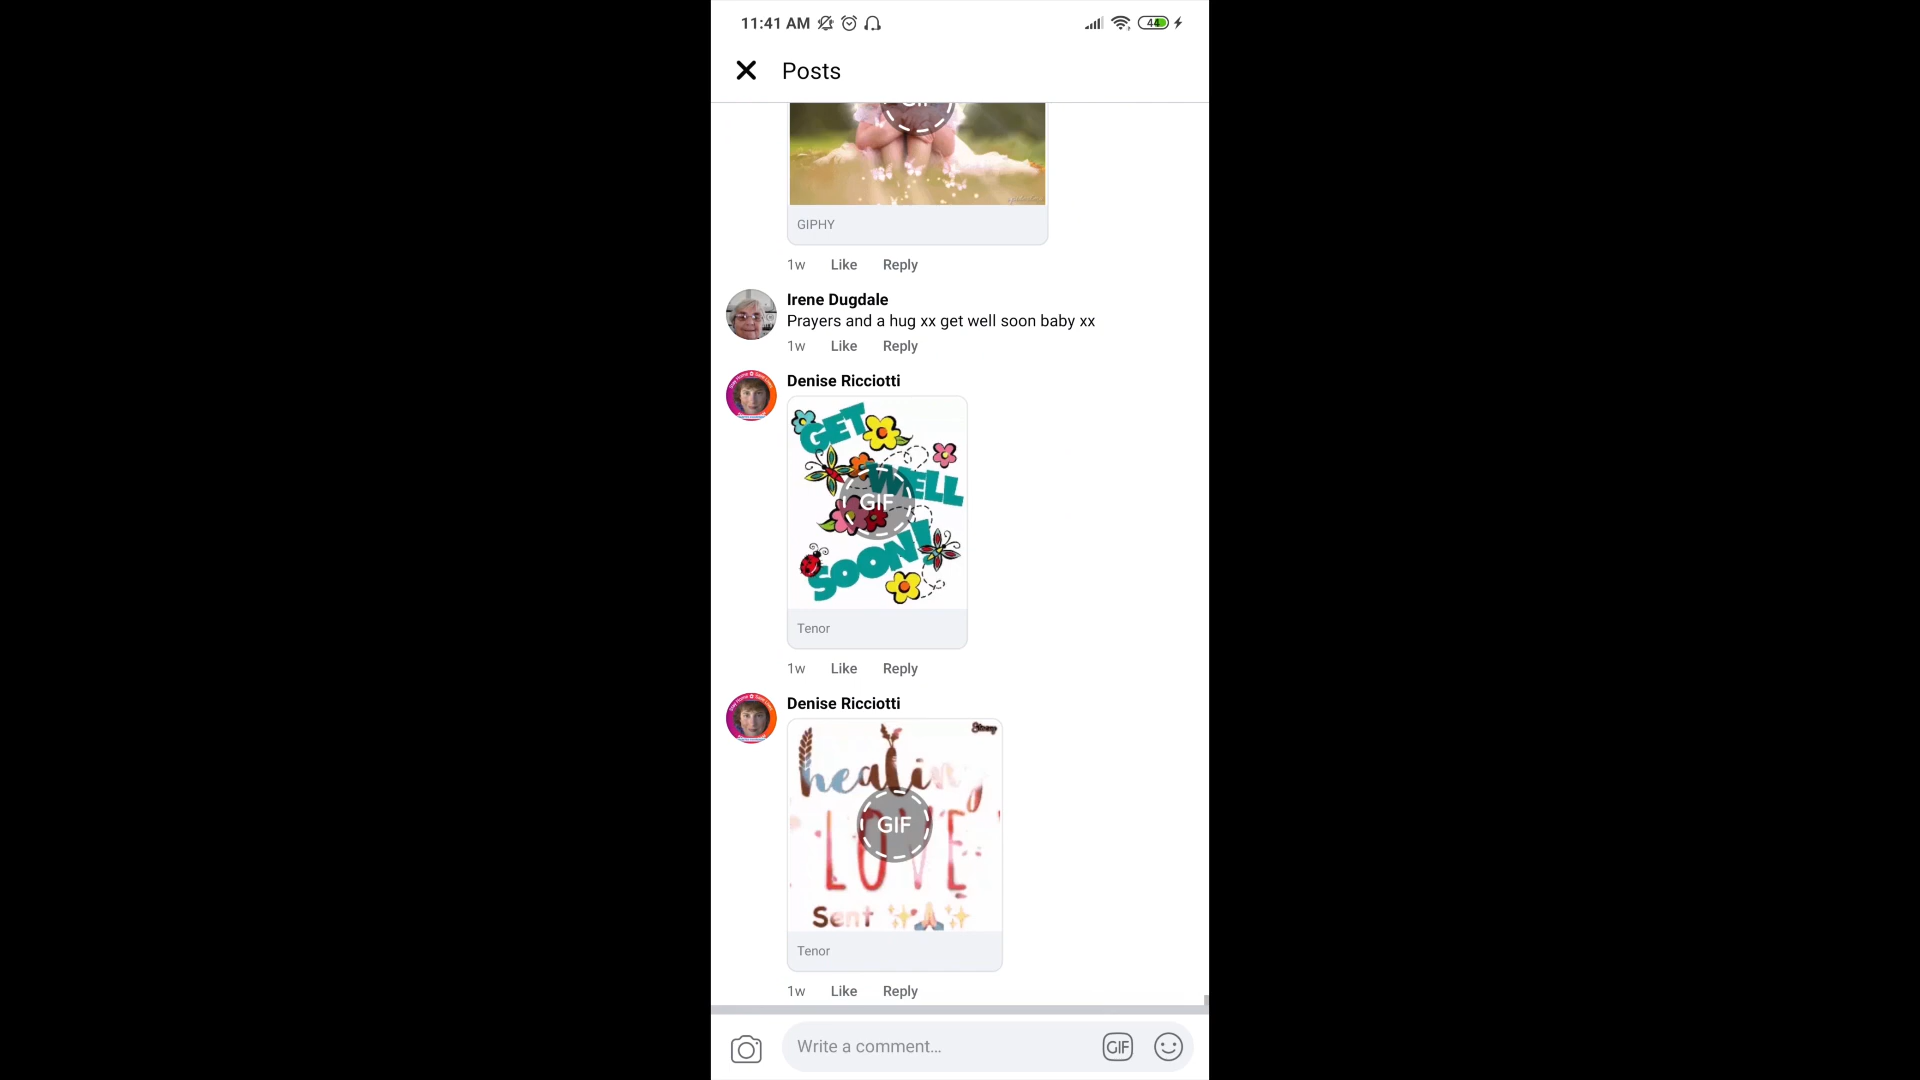 11:41 AM
44
Posts
GIF
GIPHY
1w Like Reply
Irene Dugdale
Prayers and a hug xx get well soon baby xx
1w Like Reply
Denise Ricciotti
GET
WELL
GIF
SOON!
Tenor
1w Like Reply
Denise Ricciotti
healing
LOVE
GIF
Sent
Tenor
1w Like Reply
Write a comment...
GIF